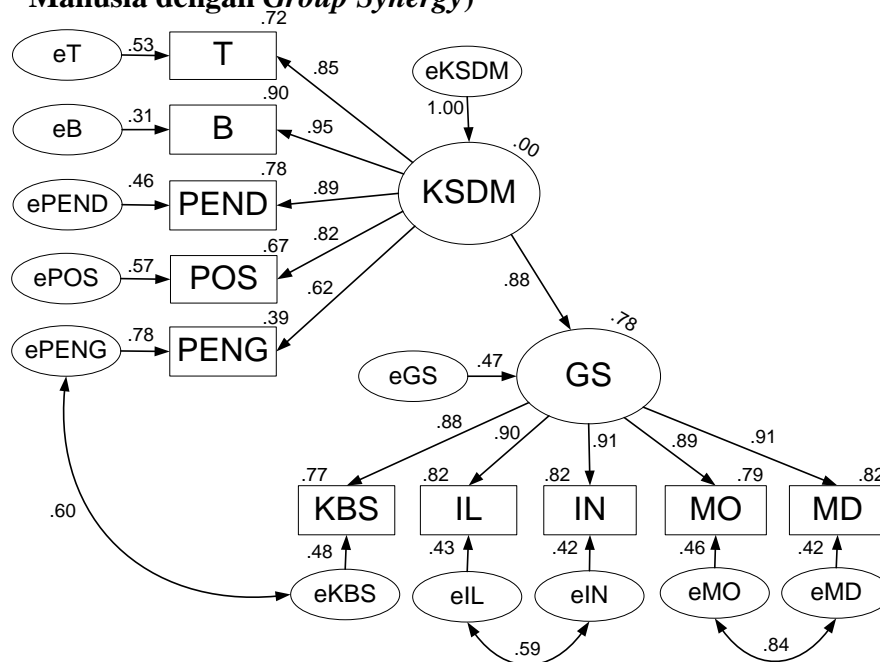 Manusia dengan Group Synergy)
.72
eT .53 T
.85
eKSDM
1.00
.90
eB .31 B
.95
.00
KSDM
.78
ePEND .46 PEND
.89
.67
ePOS .57 POS
.82
.39
ePENG .78 PENG
.62
.88
.78
eGS .47 GS
.88 .90 .91 .89 .91
.77 .82 .82 .79 .82
KBS IL IN MO MD
.48 .43 .42 .46 .42
eKBS eIL eIN eMO eMD
.60
.59 .84